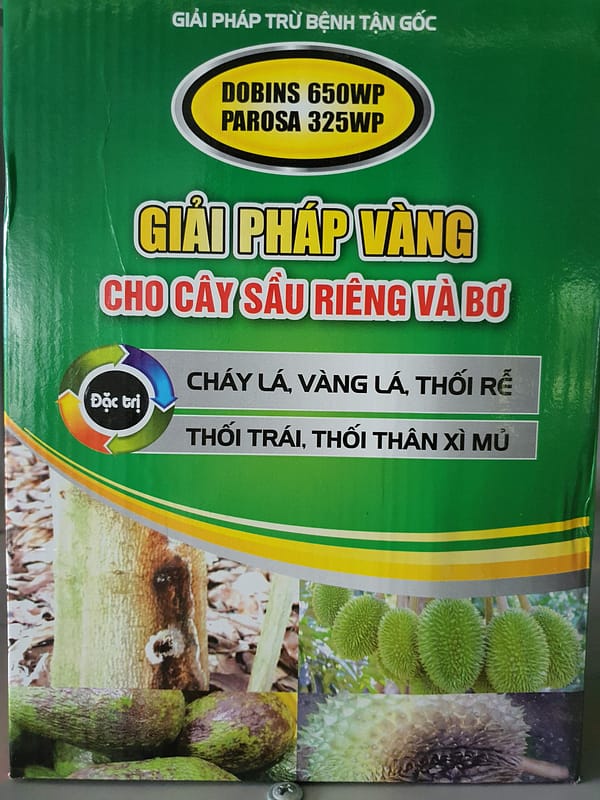 GIẢI PHÁP TRỪ BỆNH TẬN GỐC
DOBINS 650WP
PAROSA 325WP
GIẢI PHÁP VÀNG
CHO CÂY SẦU RIÊNG VÀ BƠ
Đặc trị
CHÁY LÁ, VÀNG LÁ, THỐI RỄ
THỐI TRÁI, THỐI THÂN XÌ MỦ